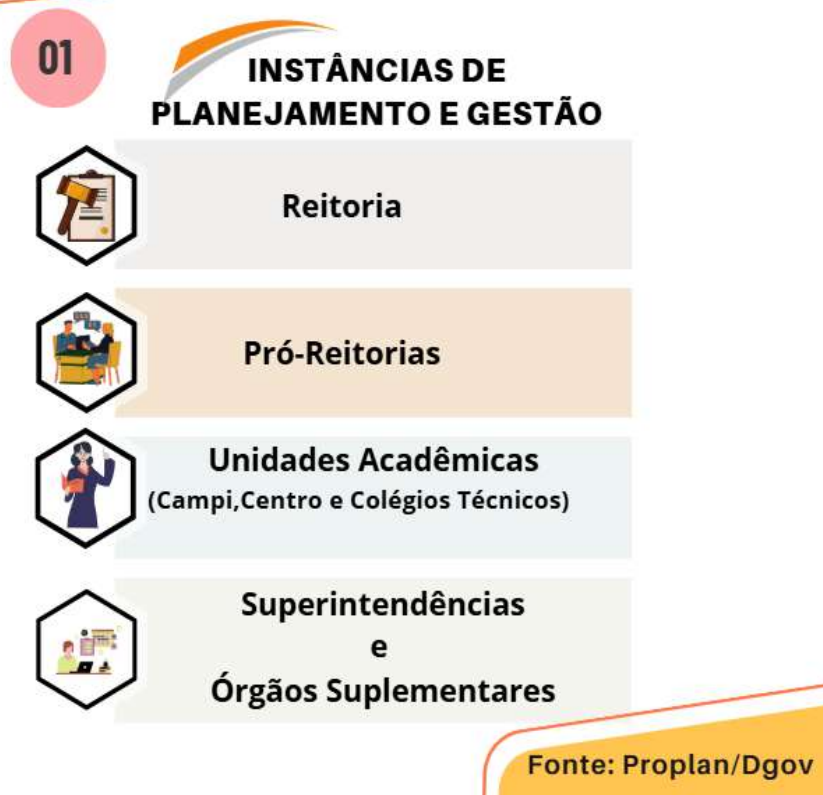 01
INSTÂNCIAS DE
PLANEJAMENTO E GESTÃO
Reitoria
Pró-Reitorias
Unidades Acadêmicas
(Campi,Centro e Colégios Técnicos)
Superintendências
e
Órgãos Suplementares
Fonte: Proplan/Dgov